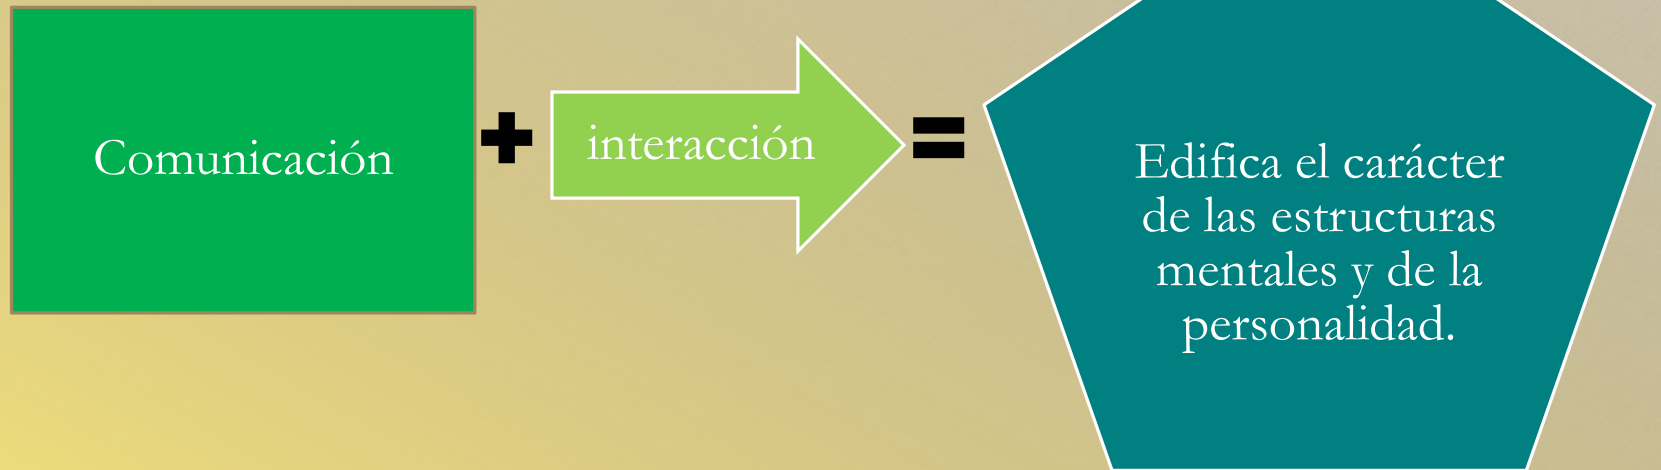 Comunicación
+
interacción
=
Edifica el carácter
de las estructuras
mentales y de la
personalidad.